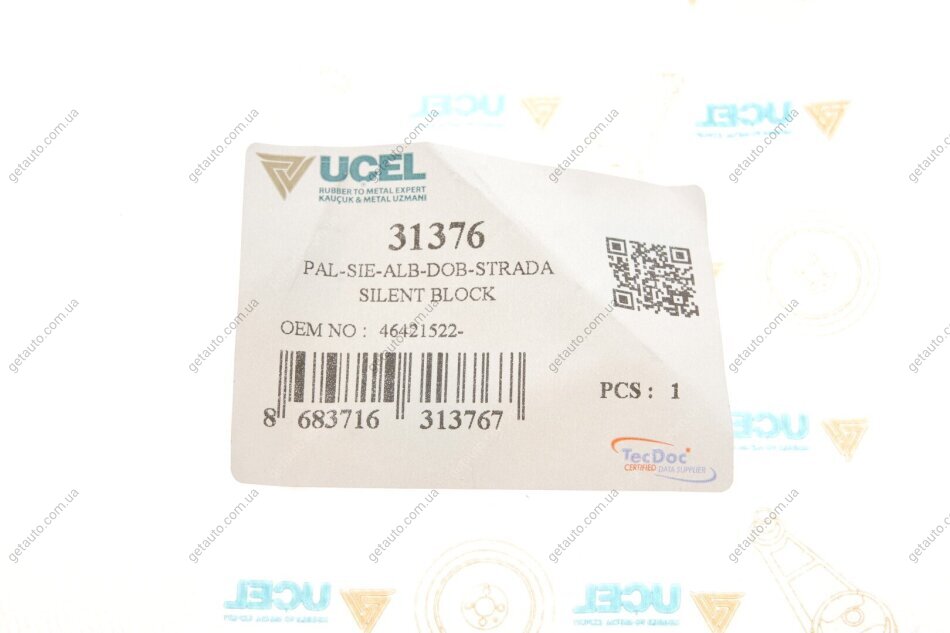 UCEL
RUBBER TO METAL EXPERT
KAUÇUK & METAL UZMANI
31376
PAL-SIE-ALB-DOB-STRADA
SILENT BLOCK
OEM NO : 46421522-
8 683716 313767
PCS : 1
TecDoc
CERTIFIED DATA SUPPLIER
getauto.com.ua